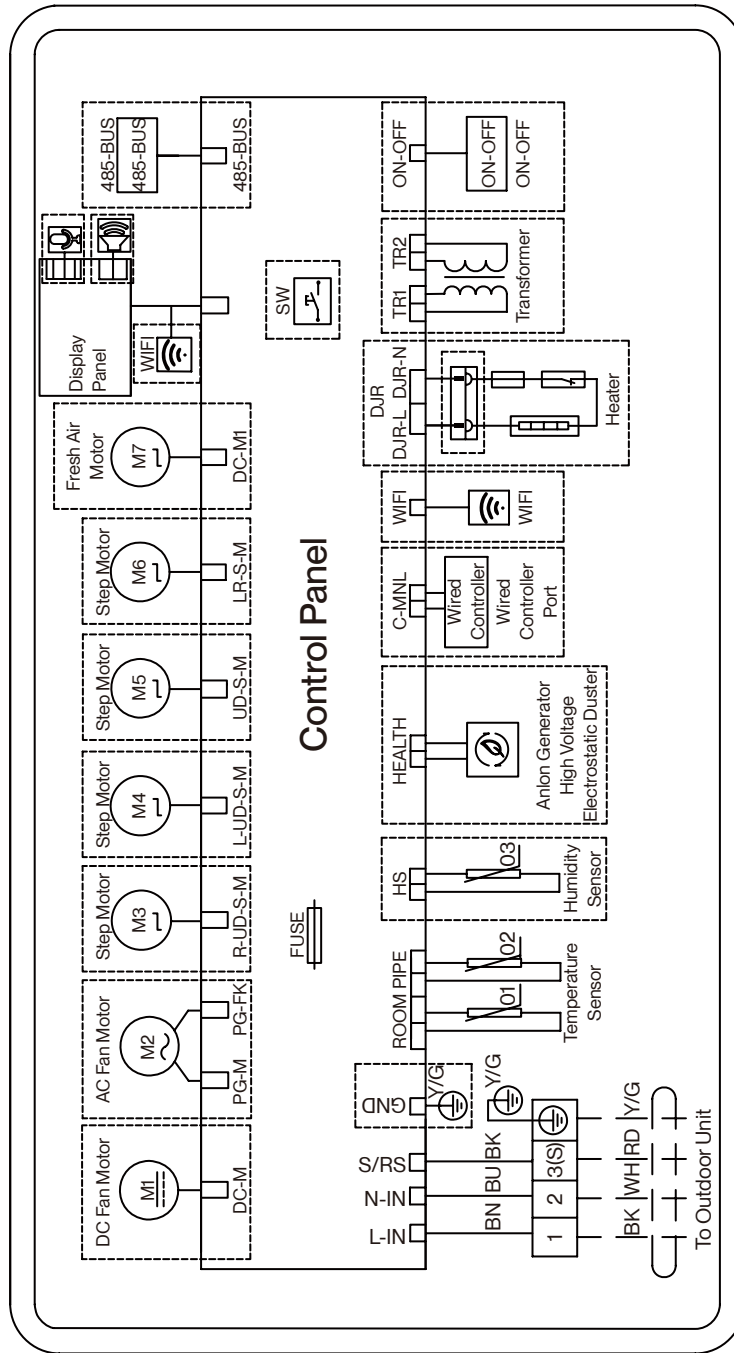 DC Fan Motor
M1
DC-M
AC Fan Motor
M2
PG-M
PG-FK
Step Motor
M3
R-UD-S-M
Step Motor
M4
L-UD-S-M
Step Motor
M5
UD-S-M
Step Motor
M6
LR-S-M
Fresh Air
Motor
M7
DC-M1
Display
Panel
WIFI
485-BUS
485-BUS
485-BUS
FUSE
Control Panel
SW
L-IN
N-IN
S/RS
GND
Y/G
BN
BU
BK
Y/G
1
2
3(S)
BK
WH
RD
Y/G
To Outdoor Unit
ROOM
PIPE
01
02
Temperature
Sensor
HS
03
Humidity
Sensor
HEALTH
Anlon Generator
High Voltage
Electrostatic Duster
C-MNL
Wired
Controller
Wired
Controller
Port
WIFI
WIFI
DJR
DJR-L
DJR-N
Heater
TR1
TR2
Transformer
ON-OFF
ON-OFF
ON-OFF